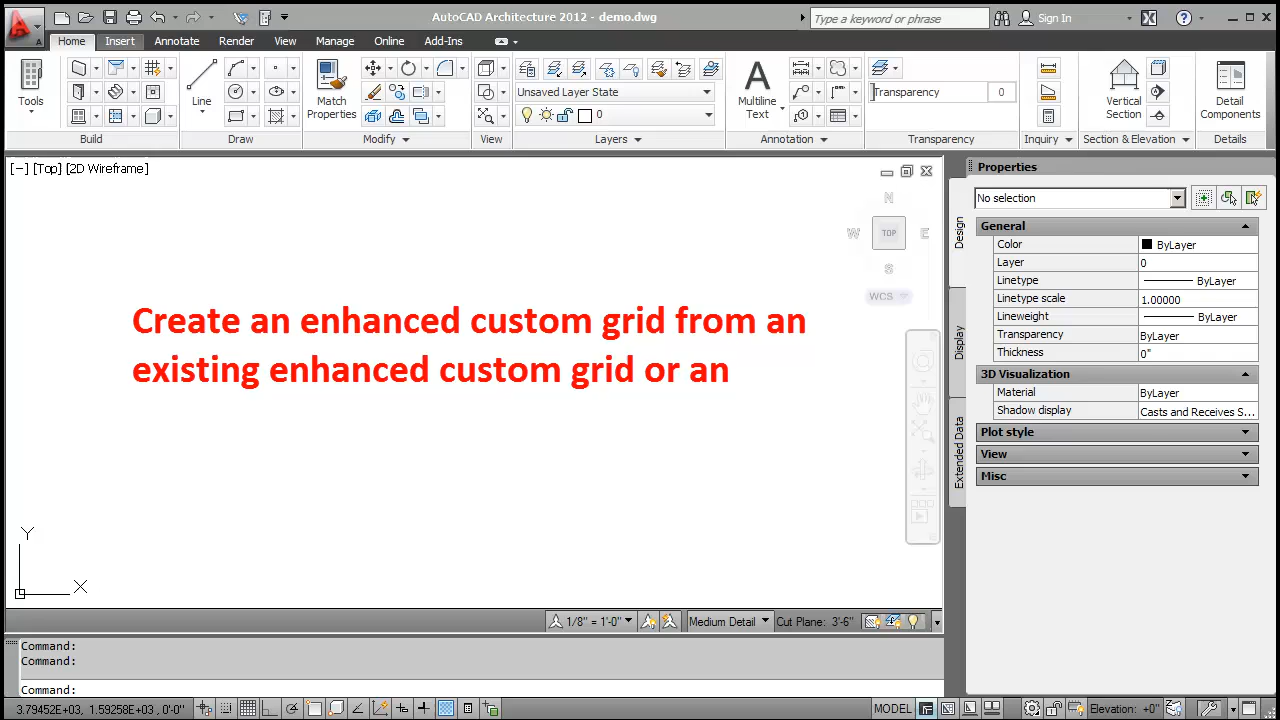 AutoCAD Architecture 2012 - demo.dwg
Type a keyword or phrase
Sign In
Home Insert Annotate Render View Manage Online Add-Ins
Tools
Line
Match Properties
Unsaved Layer State
0
Multiline Text
Transparency 0
Vertical Section
Detail Components
Build Draw Modify View Layers Annotation Transparency Inquiry Section & Elevation Details
[−] [Top] [2D Wireframe]
N
W TOP E
S
WCS
Create an enhanced custom grid from an
existing enhanced custom grid or an
Y
X
Design
Display
Extended Data
Properties
No selection
General
Color ByLayer
Layer 0
Linetype ByLayer
Linetype scale 1.00000
Lineweight ByLayer
Transparency ByLayer
Thickness 0"
3D Visualization
Material ByLayer
Shadow display Casts and Receives S...
Plot style
View
Misc
1/8" = 1'-0" Medium Detail Cut Plane: 3'-6"
Command:
Command:
Command:
3.79452E+03, 1.59258E+03, 0'-0" MODEL Elevation: +0"